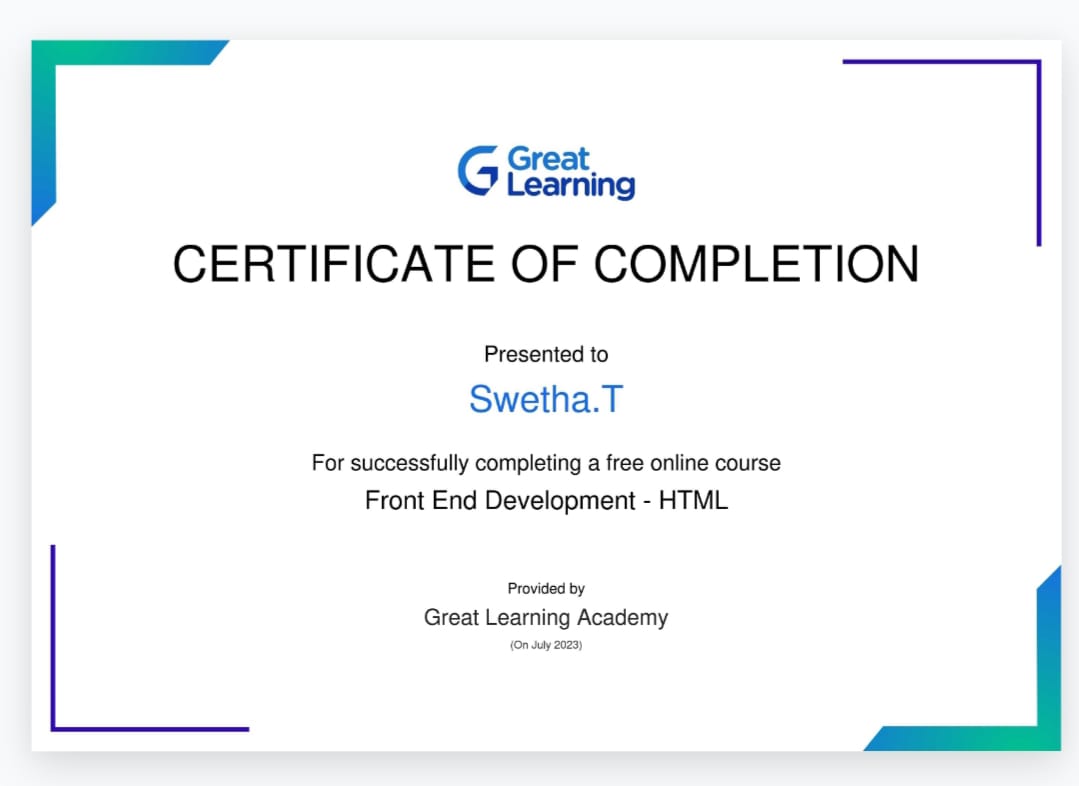 Great
Learning
CERTIFICATE OF COMPLETION
Presented to
Swetha.T
For successfully completing a free online course
Front End Development - HTML
Provided by
Great Learning Academy
(On July 2023)